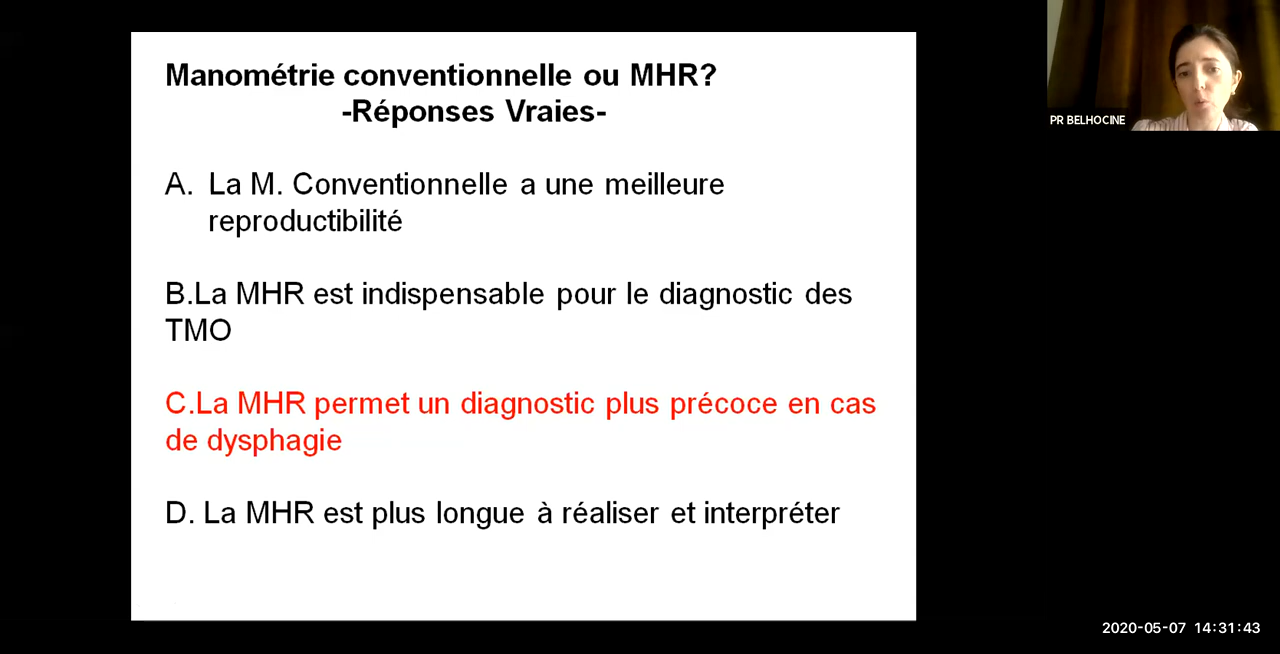 Manométrie conventionnelle ou MHR?
-Réponses Vraies-
A. La M. Conventionnelle a une meilleure
reproductibilité
B.La MHR est indispensable pour le diagnostic des
TMO
C.La MHR permet un diagnostic plus précoce en cas
de dysphagie
D. La MHR est plus longue à réaliser et interpréter
PR BELHOCINE
2020-05-07 14:31:43